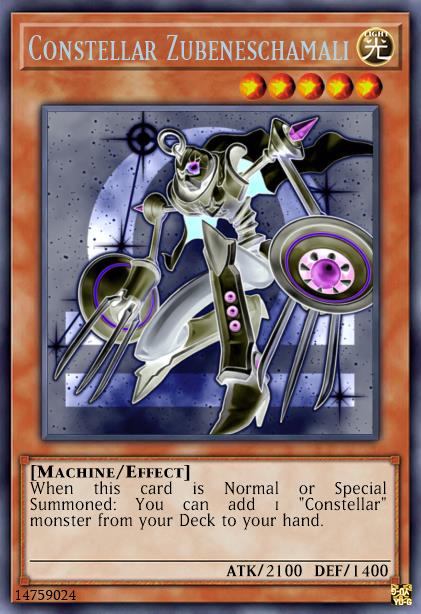 CONSTELLAR ZUBENESCHAMALI
LIGHT
光
[MACHINE/EFFECT]
When this card is Normal or Special
Summoned: You can add 1 "Constellar"
monster from your Deck to your hand.
ATK/2100 DEF/1400
14759024